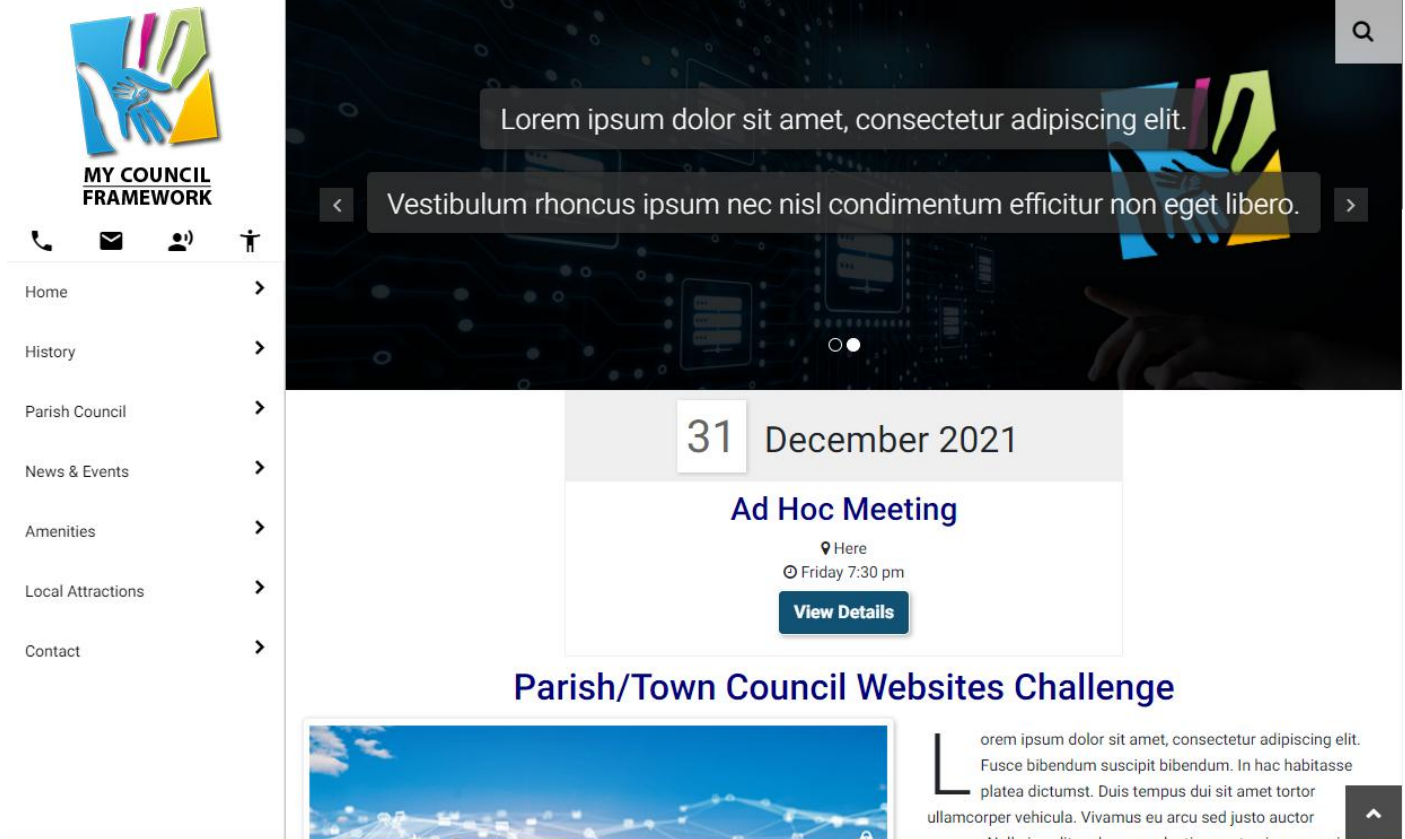 MY COUNCIL
FRAMEWORK
Home
History
Parish Council
News & Events
Amenities
Local Attractions
Contact
Lorem ipsum dolor sit amet, consectetur adipiscing elit.
Vestibulum rhoncus ipsum nec nisl condimentum efficitur non eget libero.
31 December 2021
Ad Hoc Meeting
Here
Friday 7:30 pm
View Details
Parish/Town Council Websites Challenge
Lorem ipsum dolor sit amet, consectetur adipiscing elit.
Fusce bibendum suscipit bibendum. In hac habitasse
platea dictumst. Duis tempus dui sit amet tortor
ullamcorper vehicula. Vivamus eu arcu sed justo auctor